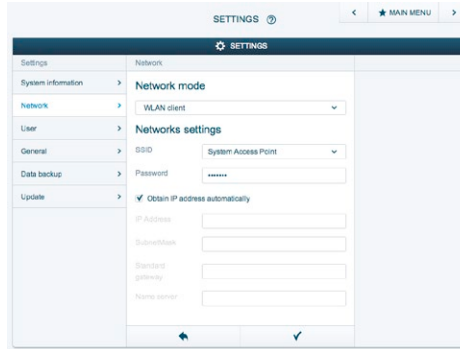 SETTINGS ?
MAIN MENU
SETTINGS
Settings
Network
System information
Network mode
Network
WLAN client
User
Networks settings
General
SSID
System Access Point
Data backup
Password
•••••••
Update
Obtain IP address automatically
IP Address
SubnetMask
Standard
gateway
Name server